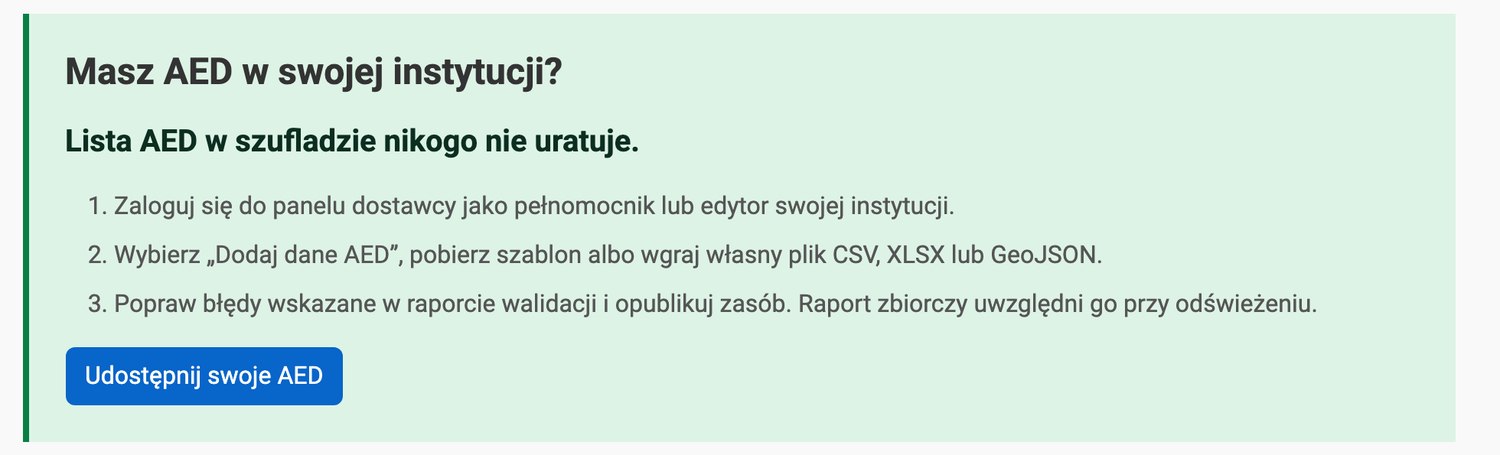 Masz AED w swojej instytucji?
Lista AED w szufladzie nikogo nie uratuje.
1. Zaloguj się do panelu dostawcy jako pełnomocnik lub edytor swojej instytucji.
2. Wybierz „Dodaj dane AED”, pobierz szablon albo wgraj własny plik CSV, XLSX lub GeoJSON.
3. Popraw błędy wskazane w raporcie walidacji i opublikuj zasób. Raport zbiorczy uwzględni go przy odświeżeniu.
Udostępnij swoje AED